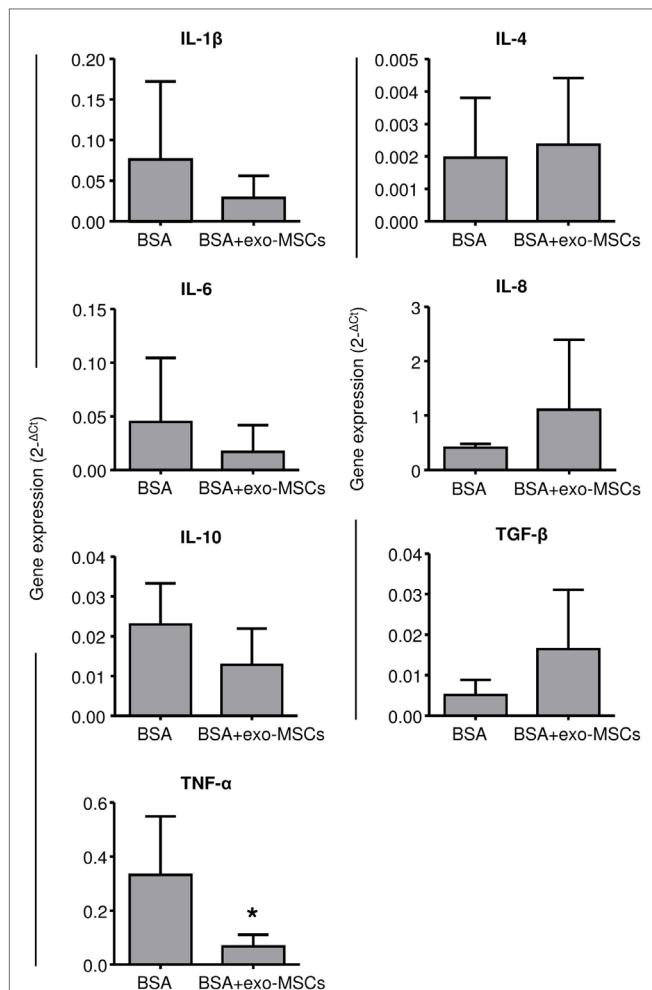 IL-1β
0.20
0.15
0.10
0.05
0.00
BSA BSA+exo-MSCs
IL-4
0.005
0.004
0.003
0.002
0.001
0.000
BSA BSA+exo-MSCs
IL-6
0.15
0.10
0.05
0.00
BSA BSA+exo-MSCs
IL-8
3
2
1
0
BSA BSA+exo-MSCs
Gene expression (2-ΔCt)
Gene expression (2-ΔCt)
IL-10
0.04
0.03
0.02
0.01
0.00
BSA BSA+exo-MSCs
TGF-β
0.04
0.03
0.02
0.01
0.00
BSA BSA+exo-MSCs
TNF-α
0.6
0.4
0.2
0.0
*
BSA BSA+exo-MSCs